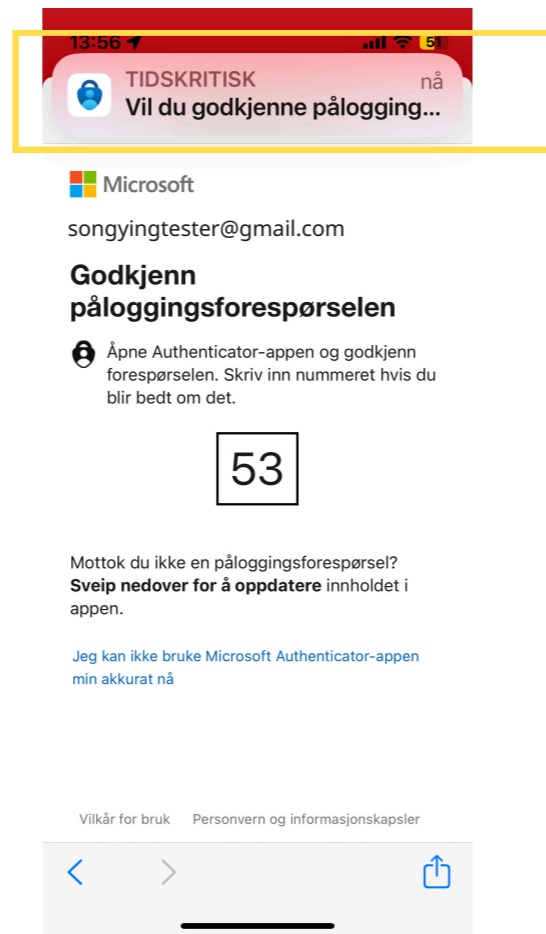 13:56
51
TIDSKRITISK
nå
Vil du godkjenne pålogging...
Microsoft
songyingtester@gmail.com
Godkjenn
påloggingsforespørselen
Åpne Authenticator-appen og godkjenn
forespørselen. Skriv inn nummeret hvis du
blir bedt om det.
53
Mottok du ikke en påloggingsforespørsel?
Sveip nedover for å oppdatere innholdet i
appen.
Jeg kan ikke bruke Microsoft Authenticator-appen
min akkurat nå
Vilkår for bruk
Personvern og informasjonskapsler